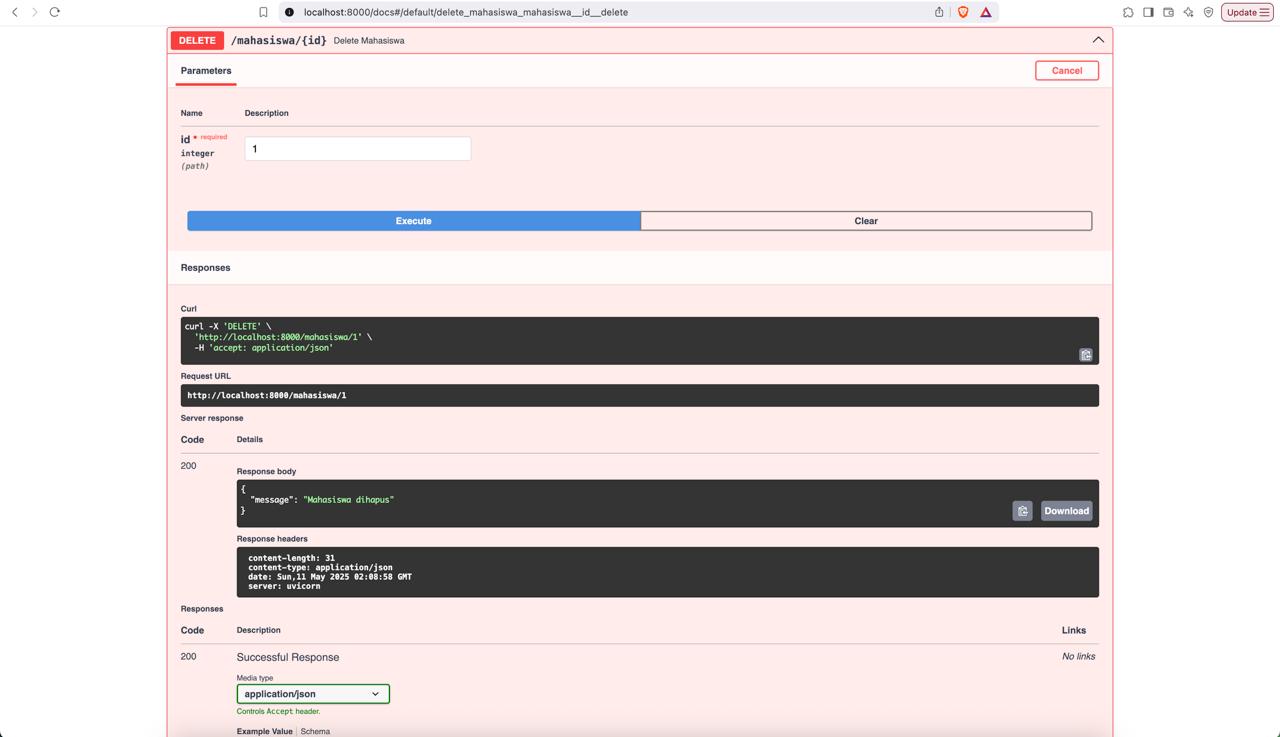 localhost:8000/docs#/default/delete_mahasiswa_mahasiswa__id__delete
Update
DELETE /mahasiswa/{id} Delete Mahasiswa
Parameters
Cancel
Name Description
id * required
integer
(path)
1
Execute Clear
Responses
Curl
curl -X 'DELETE' \
'http://localhost:8000/mahasiswa/1' \
-H 'accept: application/json'
Request URL
http://localhost:8000/mahasiswa/1
Server response
Code Details
200
Response body
{
"message": "Mahasiswa dihapus"
}
Download
Response headers
content-length: 31
content-type: application/json
date: Sun,11 May 2025 02:08:58 GMT
server: uvicorn
Responses
Code Description Links
200 Successful Response No links
Media type
application/json
Controls Accept header.
Example Value Schema